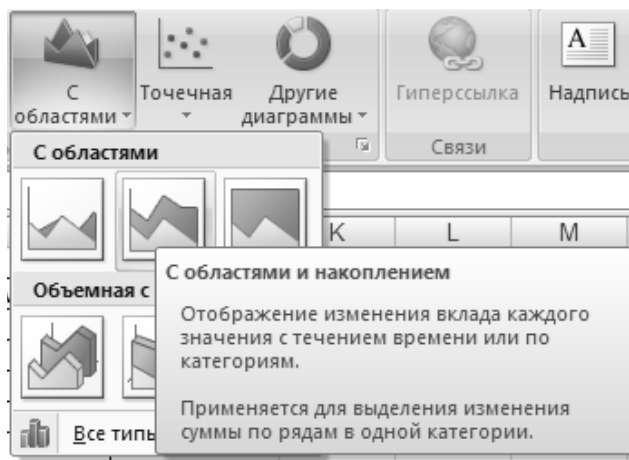 С областями
Точечная
Другие диаграммы
Гиперссылка
Надпись
Связи
С областями
K
L
M
С областями и накоплением
Объемная с
Отображение изменения вклада каждого
значения с течением времени или по
категориям.
Применяется для выделения изменения
суммы по рядам в одной категории.
Все типы